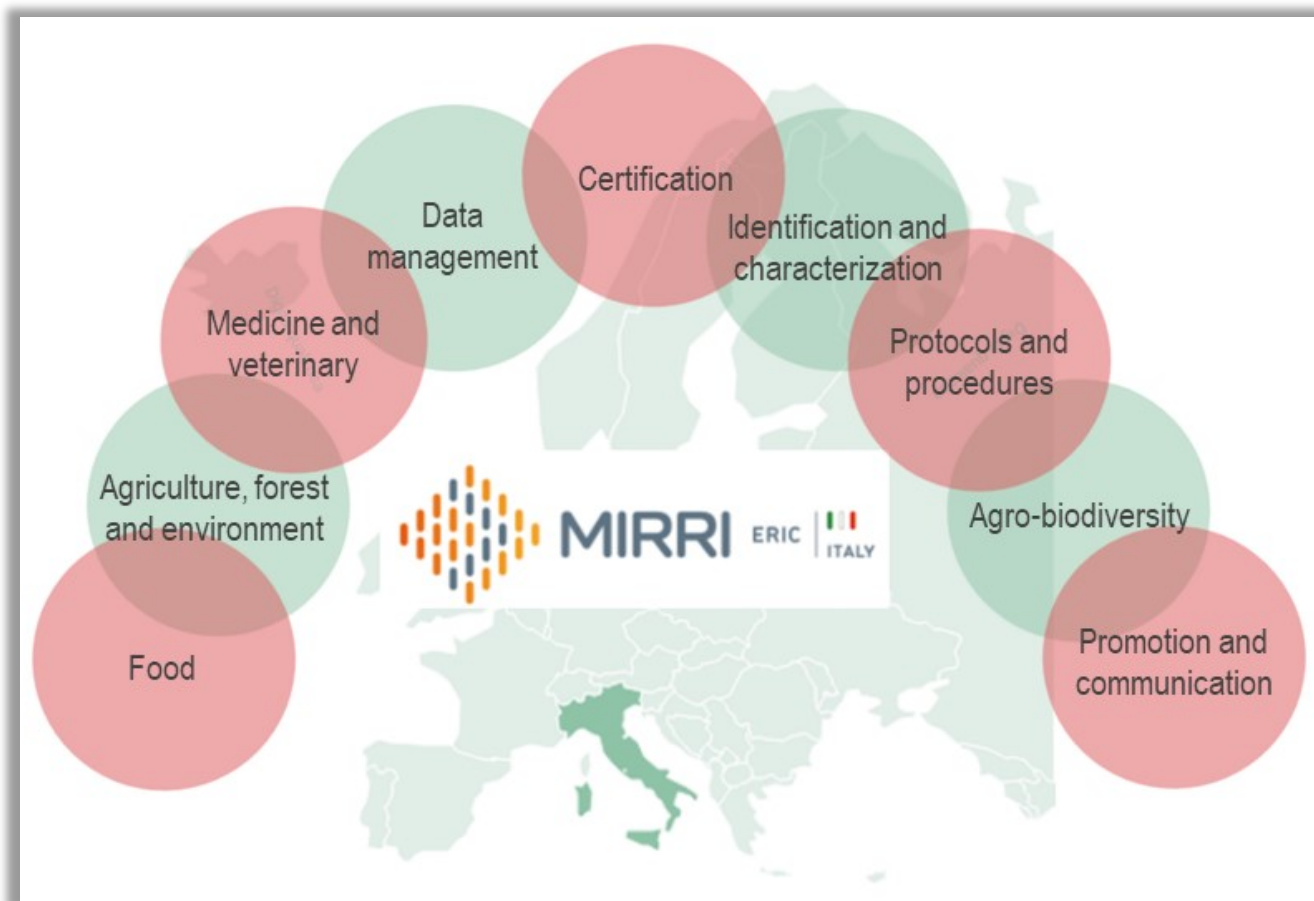 Certification
Data
management
Identification and
characterization
Medicine and
veterinary
Protocols and
procedures
Agriculture, forest
and environment
Agro-biodiversity
MIRRI ERIC ITALY
Food
Promotion and
communication